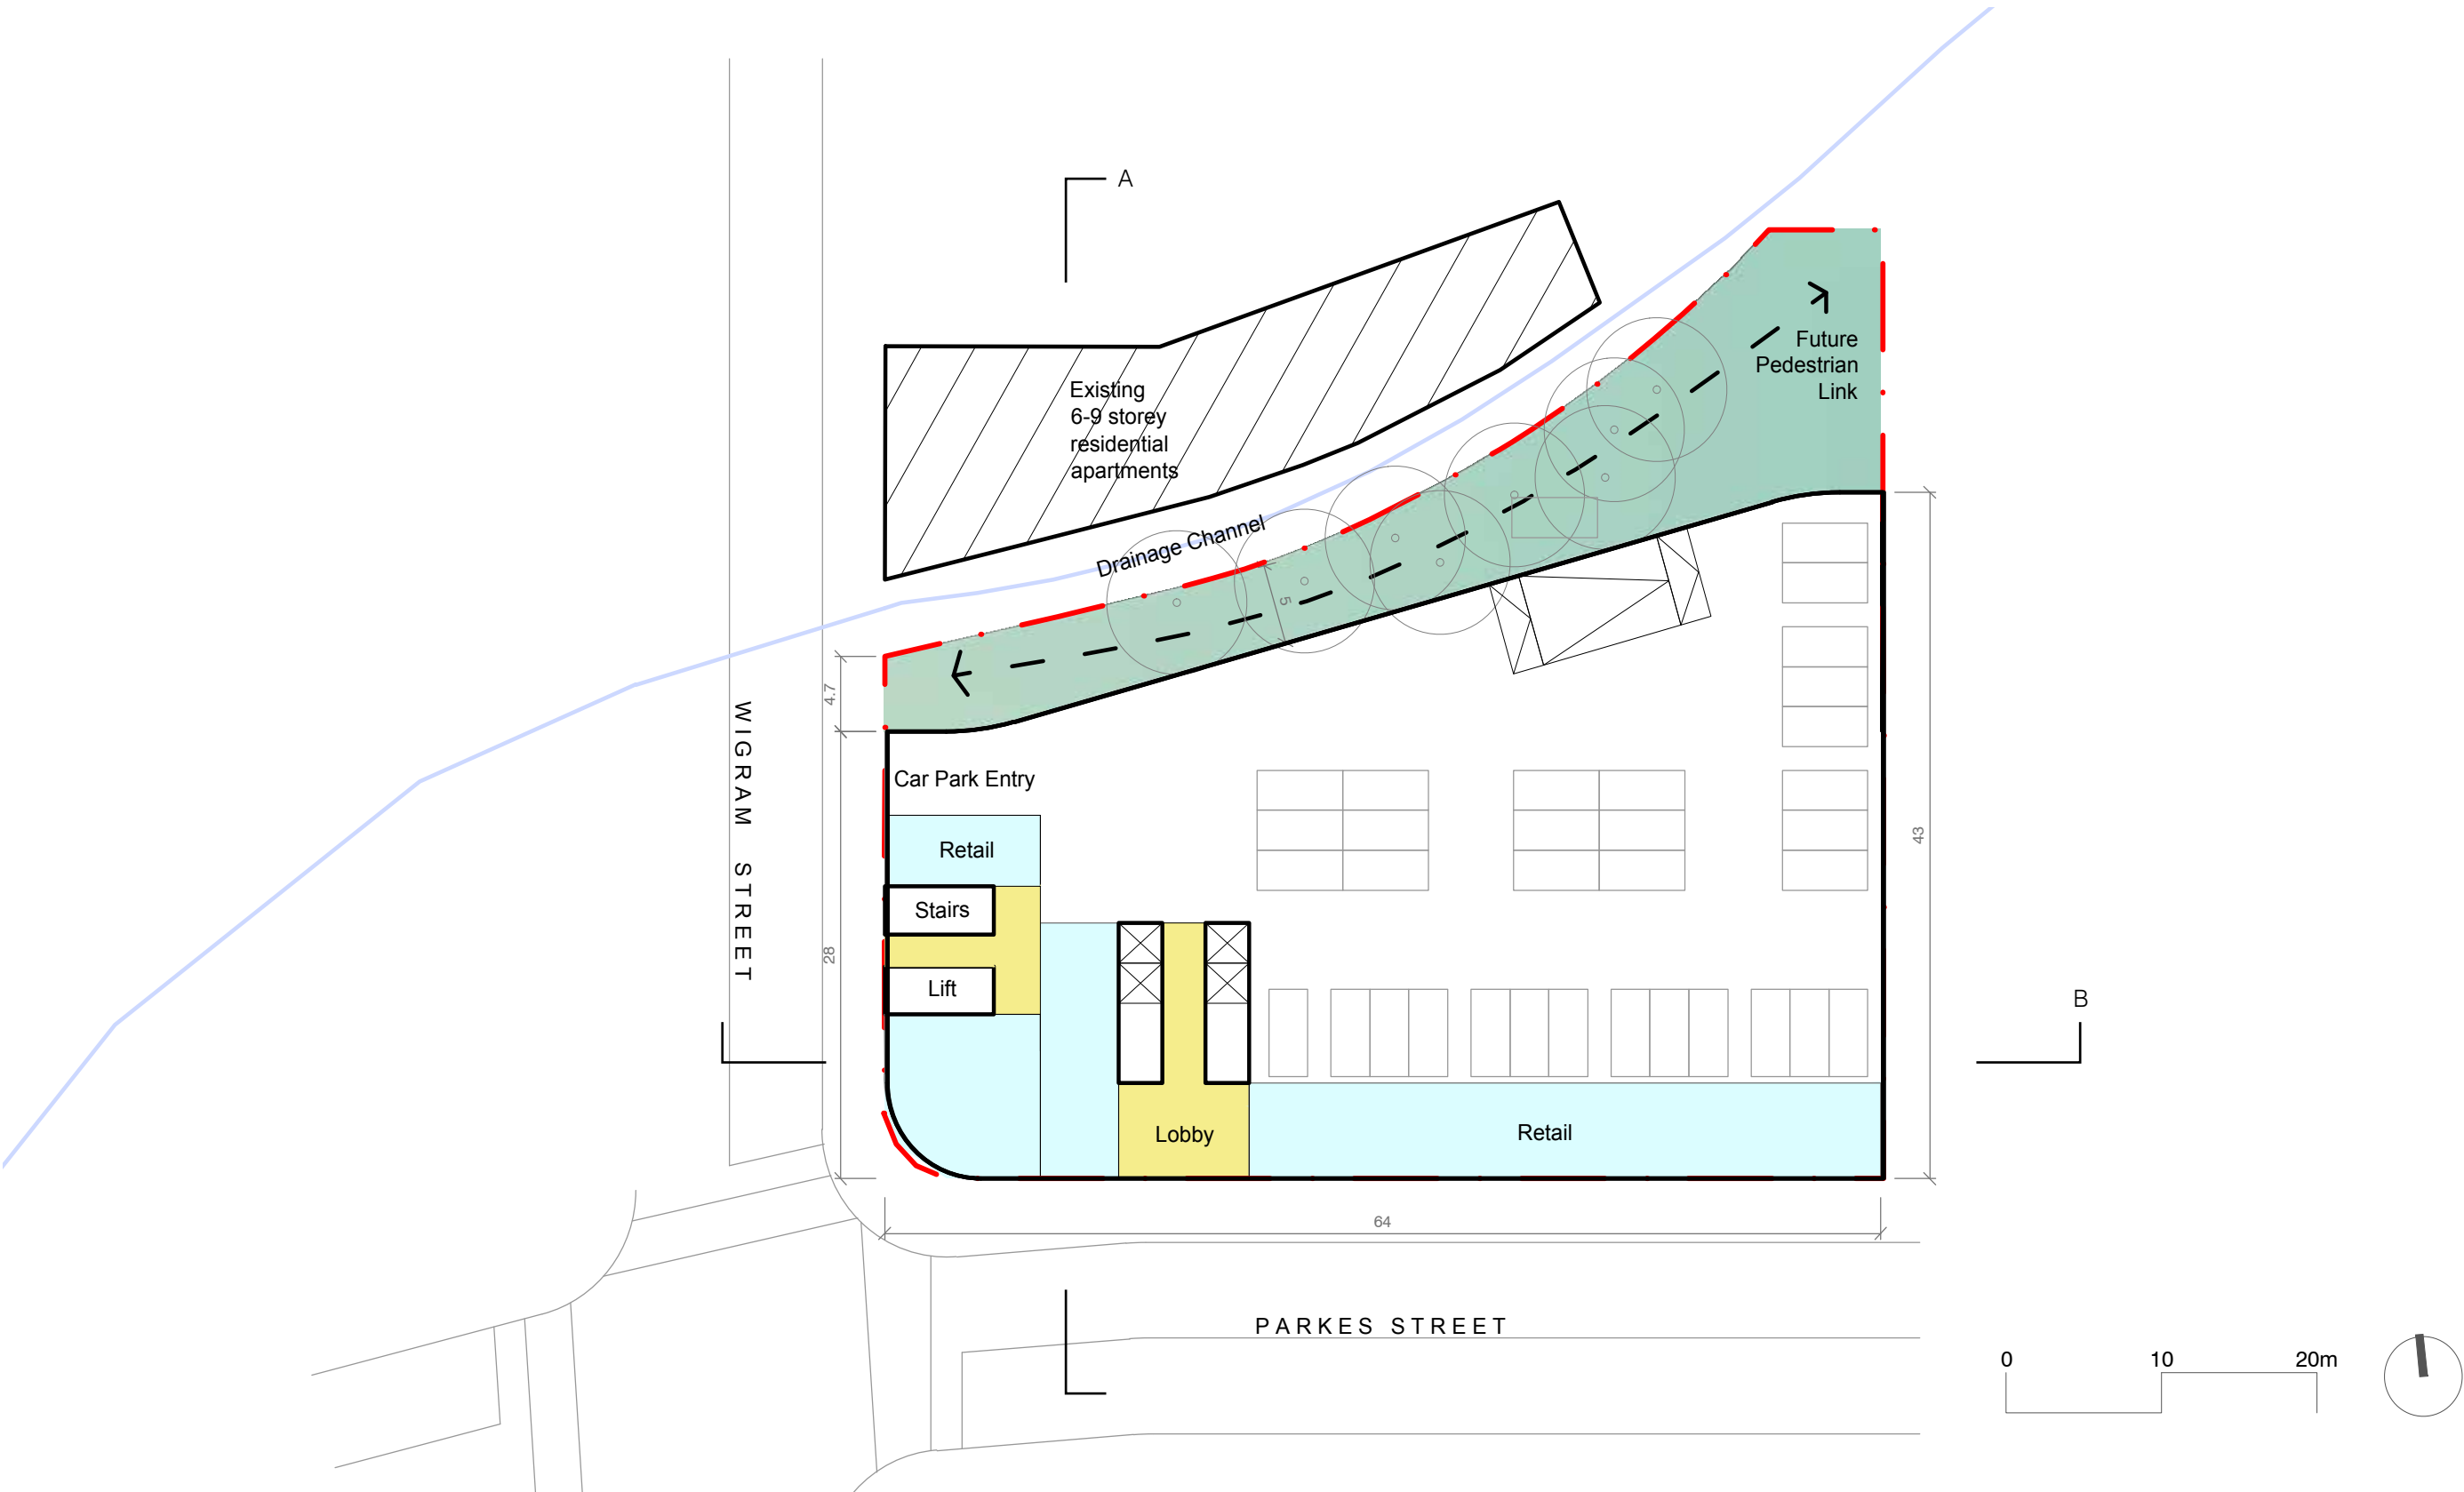 A
Future
Pedestrian
Link
Existing
6-9 storey
residential
apartments
Drainage Channel
5
4.7
WIGRAM STREET
Car Park Entry
43
Retail
Stairs
28
Lift
B
Lobby
Retail
64
PARKES STREET
0 10 20m